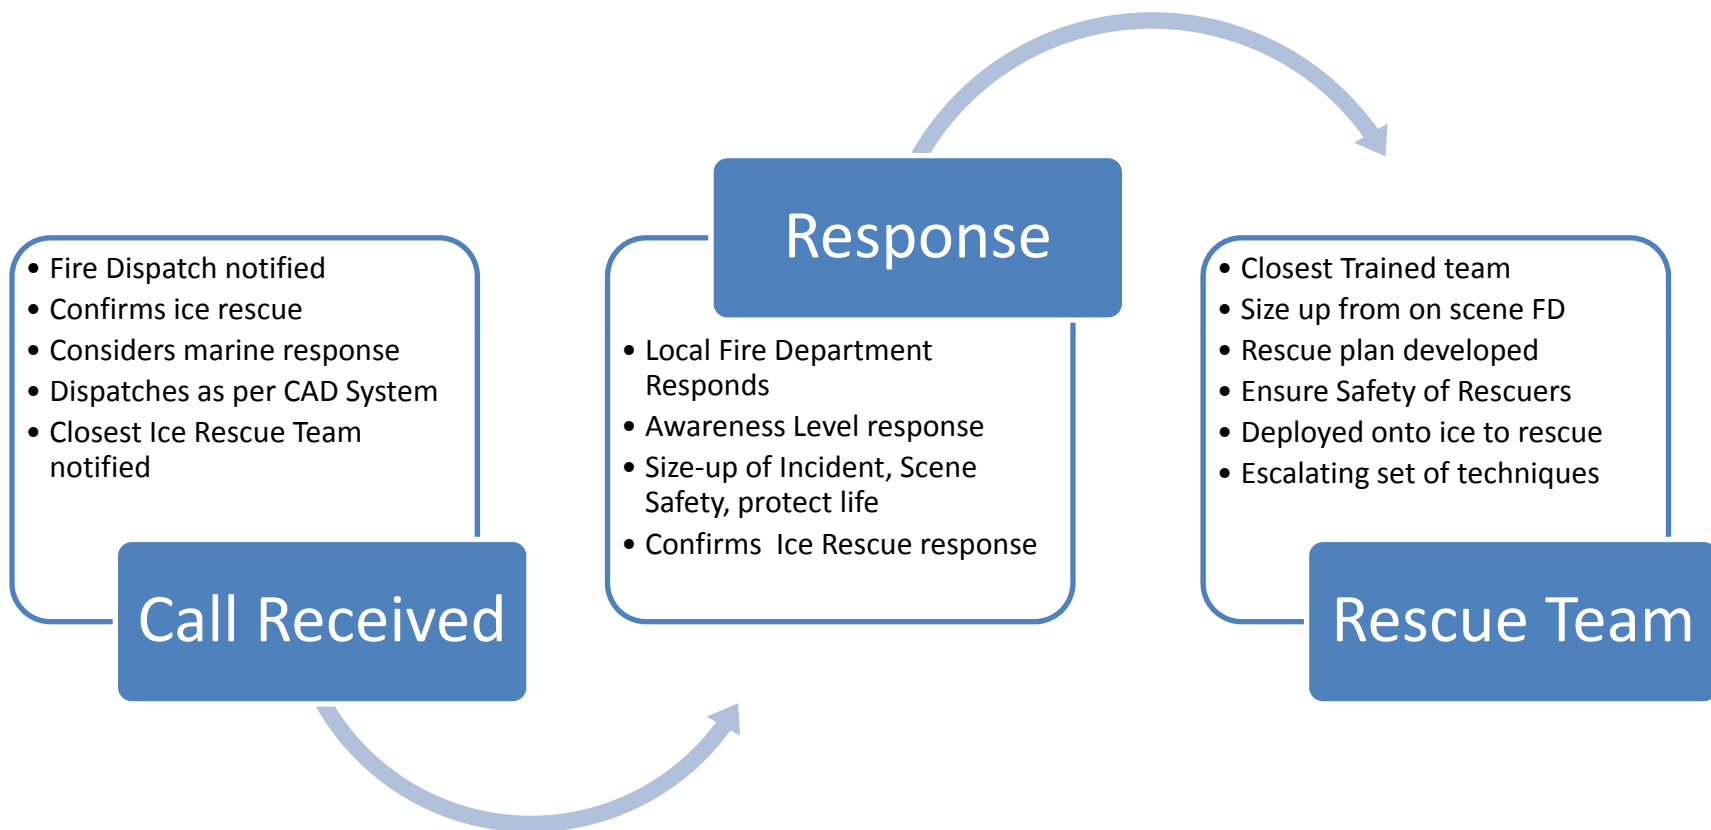 • Fire Dispatch notified
• Confirms ice rescue
• Considers marine response
• Dispatches as per CAD System
• Closest Ice Rescue Team
notified
Call Received
Response
• Local Fire Department
Responds
• Awareness Level response
• Size-up of Incident, Scene
Safety, protect life
• Confirms  Ice Rescue response
• Closest Trained team
• Size up from on scene FD
• Rescue plan developed
• Ensure Safety of Rescuers
• Deployed onto ice to rescue
• Escalating set of techniques
Rescue Team